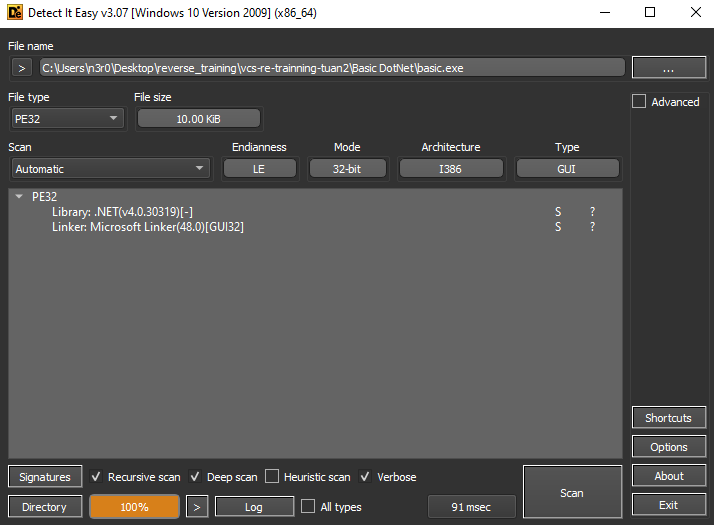 Detect It Easy v3.07 [Windows 10 Version 2009] (x86_64)
File name
> C:\Users\n3r0\Desktop\reverse_training\vcs-re-trainning-tuan2\Basic DotNet\basic.exe ...
File type File size
PE32 10.00 KiB
Advanced
Scan Endianness Mode Architecture Type
Automatic LE 32-bit I386 GUI
PE32
Library: .NET(v4.0.30319)[-] S ?
Linker: Microsoft Linker(48.0)[GUI32] S ?
Shortcuts
Options
Signatures Recursive scan Deep scan Heuristic scan Verbose Scan About
Directory 100% > Log All types 91 msec Exit